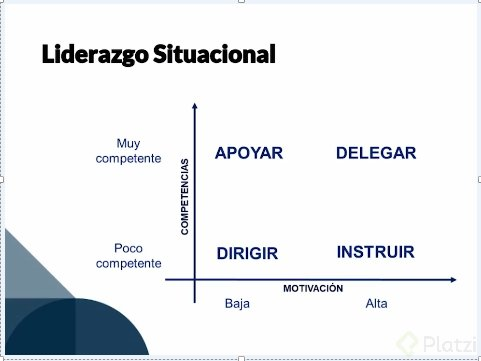 Liderazgo Situacional
Muy
competente
COMPETENCIAS
APOYAR
DELEGAR
Poco
competente
DIRIGIR
INSTRUIR
MOTIVACIÓN
Baja
Alta
Platzi